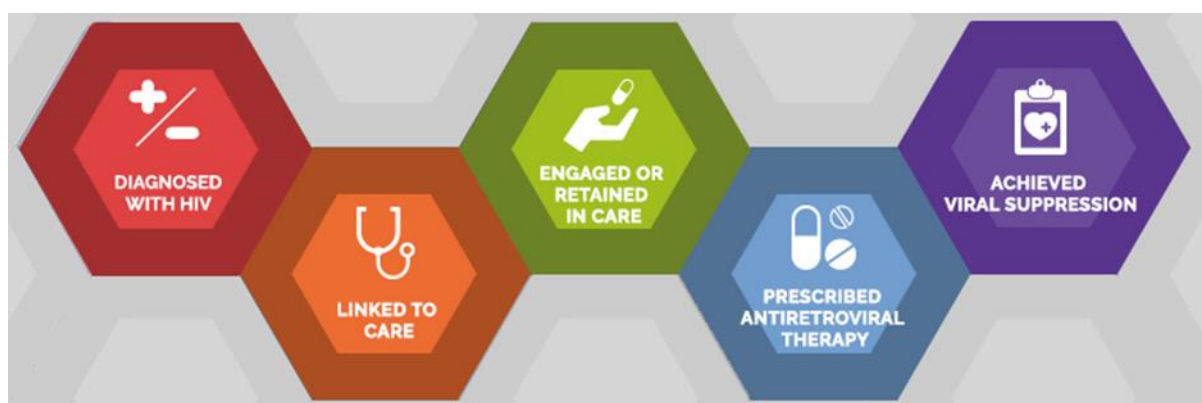 DIAGNOSED
WITH HIV
LINKED TO
CARE
ENGAGED OR
RETAINED
IN CARE
PRESCRIBED
ANTIRETROVIRAL
THERAPY
ACHIEVED
VIRAL SUPPRESSION